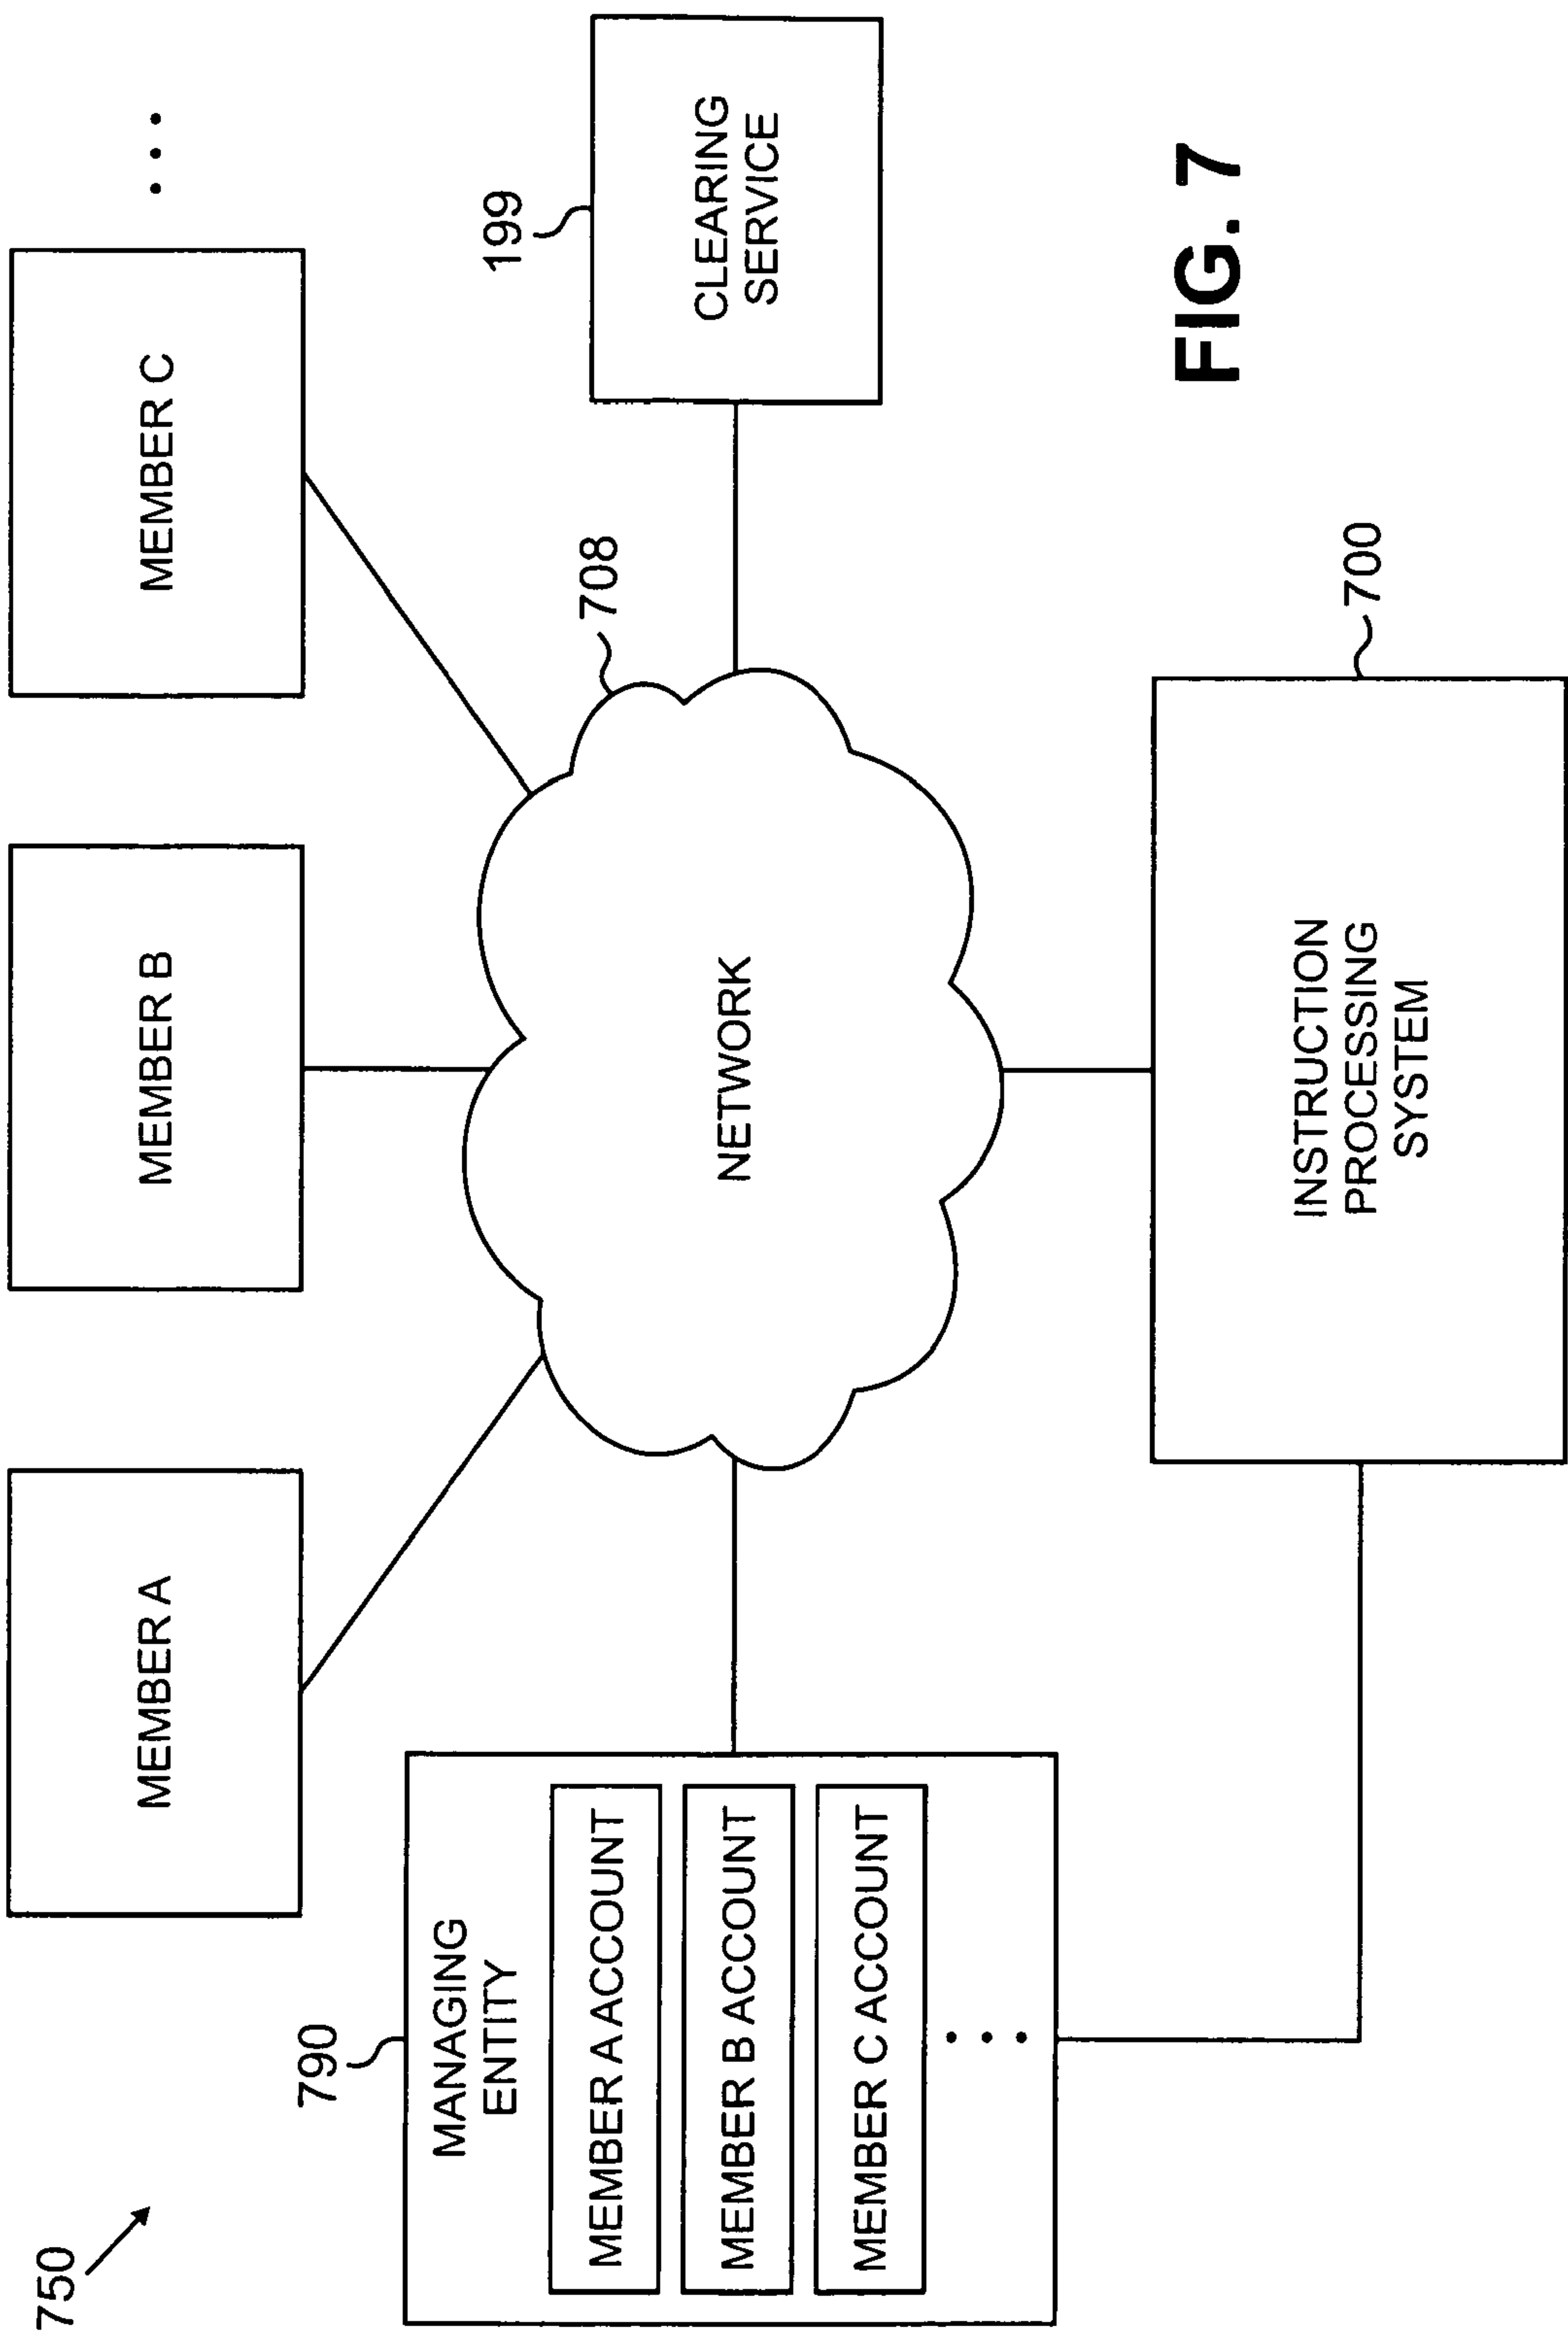 750
MEMBER A
MEMBER B
MEMBER C
...
790
MANAGING
ENTITY
MEMBER A ACCOUNT
MEMBER B ACCOUNT
MEMBER C ACCOUNT
...
708
NETWORK
199
CLEARING
SERVICE
INSTRUCTION
PROCESSING
SYSTEM
700
FIG. 7